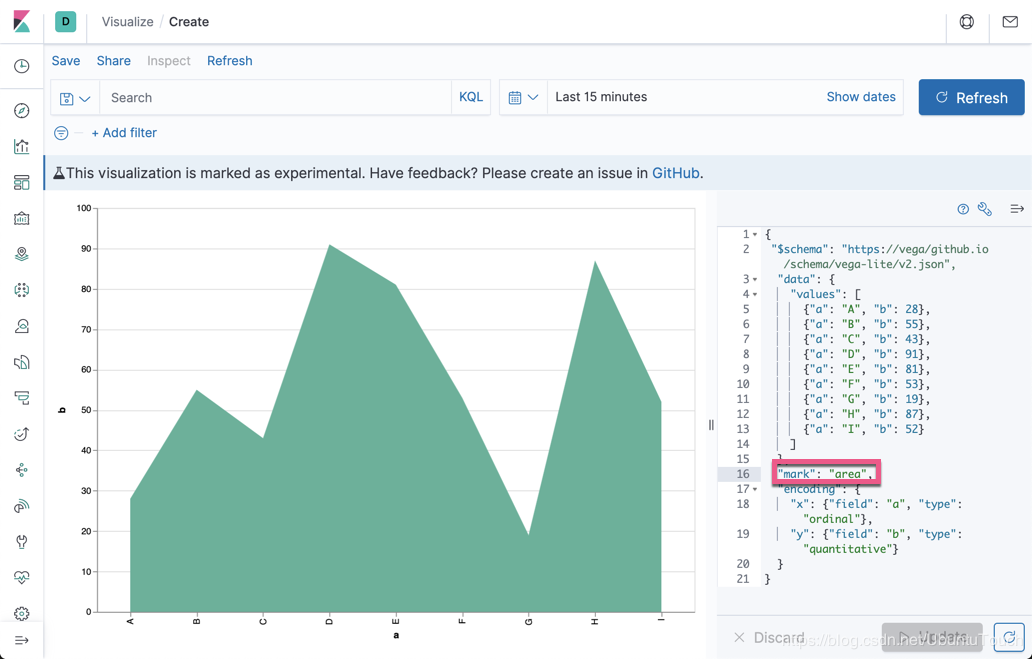 D Visualize / Create
Save Share Inspect Refresh
Search KQL Last 15 minutes Show dates Refresh
+ Add filter
This visualization is marked as experimental. Have feedback? Please create an issue in GitHub.
100
90
80
70
60
50
40
30
20
10
0
b
A B C D E F G H I
a
1 {
2 "$schema": "https://vega/github.io
/schema/vega-lite/v2.json",
3 "data": {
4 "values": [
5 {"a": "A", "b": 28},
6 {"a": "B", "b": 55},
7 {"a": "C", "b": 43},
8 {"a": "D", "b": 91},
9 {"a": "E", "b": 81},
10 {"a": "F", "b": 53},
11 {"a": "G", "b": 19},
12 {"a": "H", "b": 87},
13 {"a": "I", "b": 52}
14 ]
15 },
16 "mark": "area",
17 "encoding": {
18 "x": {"field": "a", "type":
"ordinal"},
19 "y": {"field": "b", "type":
"quantitative"}
20 }
21 }
Discard Update
https://blog.csdn.net/UbuntuTouch